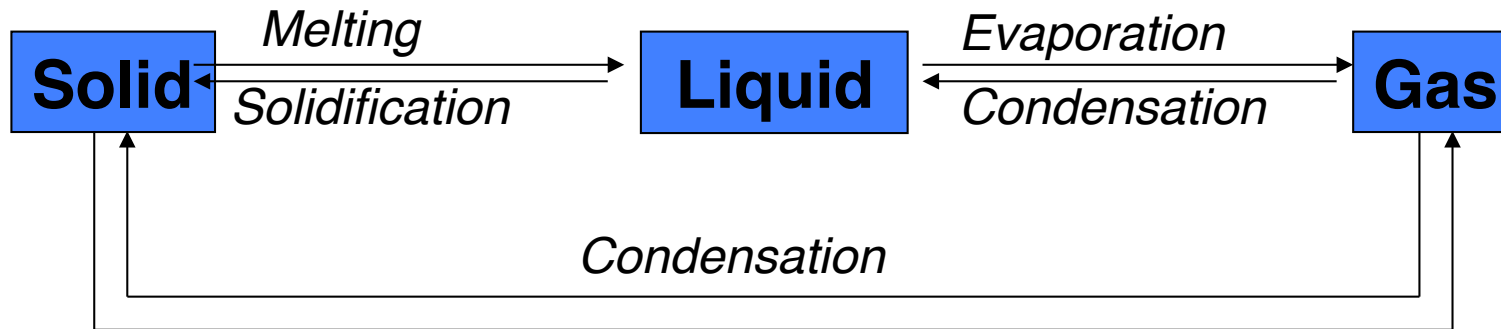 Melting
Evaporation
Solid
Liquid
Gas
Solidification
Condensation
Condensation